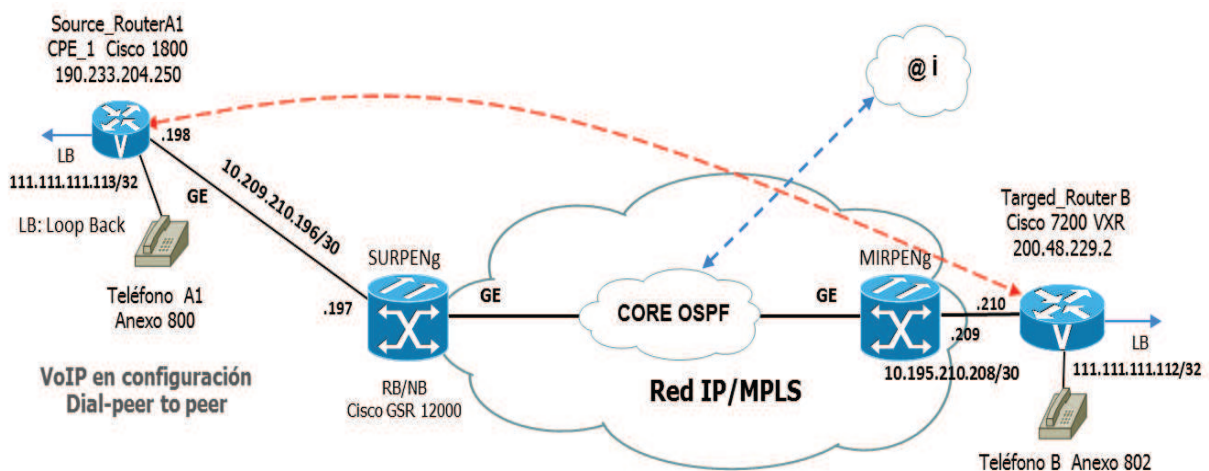 Source_RouterA1
CPE_1 Cisco 1800
190.233.204.250
.198
LB
111.111.111.113/32
GE
LB: Loop Back
10.209.210.196/30
Teléfono A1
Anexo 800
.197
SURPENg
GE
RB/NB
Cisco GSR 12000
VoIP en configuración
Dial-peer to peer
@ i
CORE OSPF
GE
MIRPENg
Red IP/MPLS
Targed_Router B
Cisco 7200 VXR
200.48.229.2
.210
.209
LB
10.195.210.208/30
111.111.111.112/32
Teléfono B Anexo 802
V
V